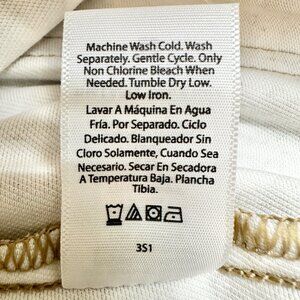 Machine Wash Cold. Wash
Separately. Gentle Cycle. Only
Non Chlorine Bleach When
Needed. Tumble Dry Low.
Low Iron.
Lavar A Máquina En Agua
Fría. Por Separado. Ciclo
Delicado. Blanqueador Sin
Cloro Solamente, Cuando Sea
Necesario. Secar En Secadora
A Temperatura Baja. Plancha
Tibia.
3S1